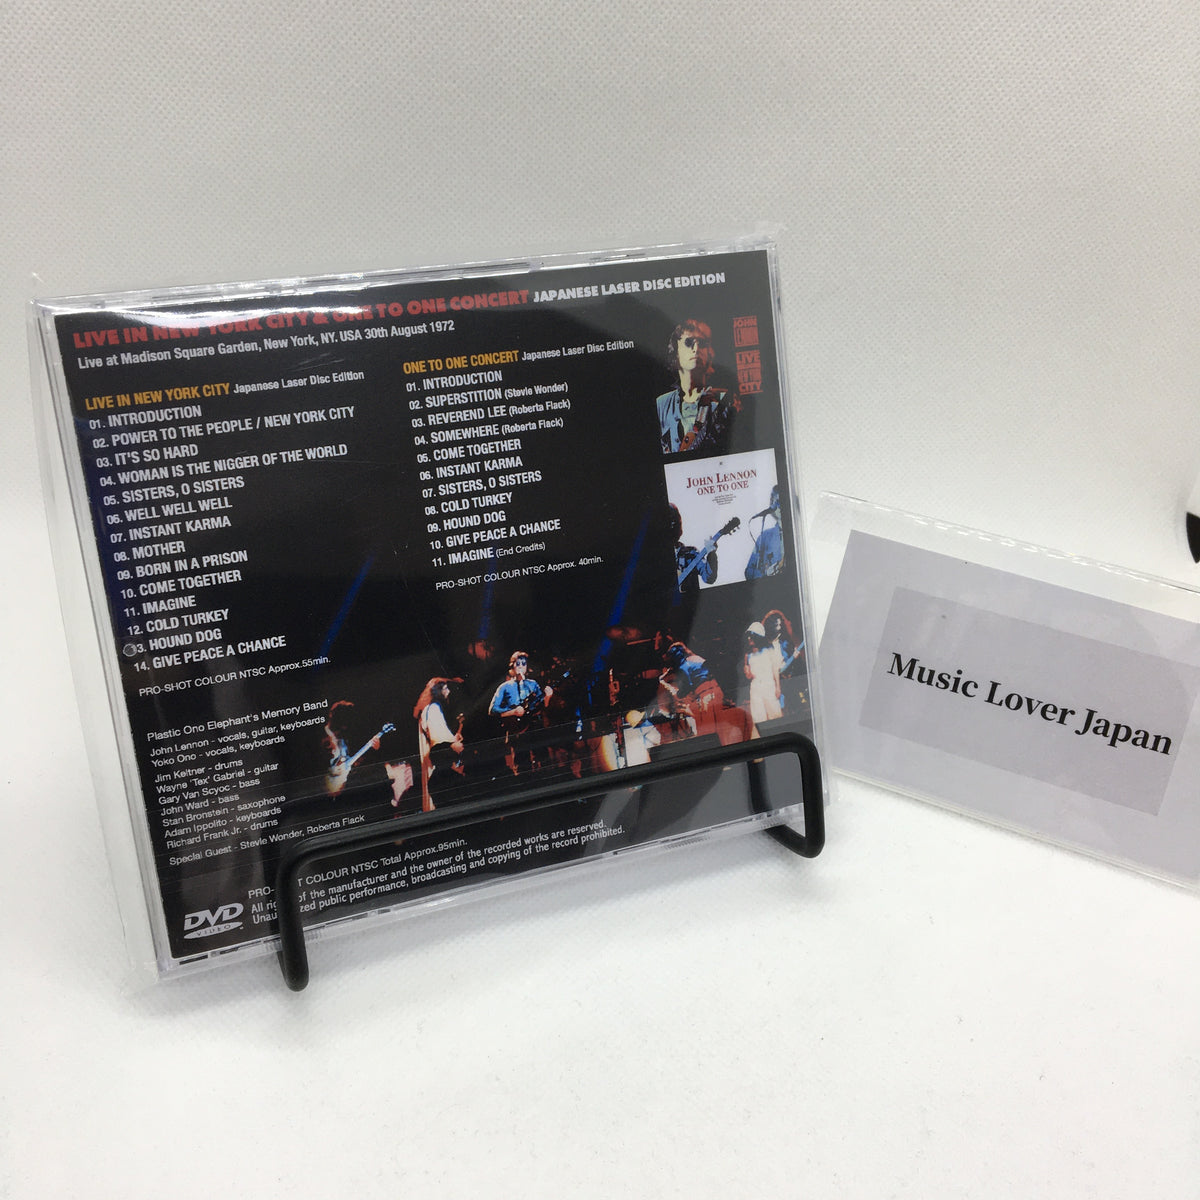 LIVE IN NEW YORK CITY & ONE TO ONE CONCERT JAPANESE LASER DISC EDITION
Live at Madison Square Garden, New York, NY. USA 30th August 1972
LIVE IN NEW YORK CITY Japanese Laser Disc Edition
01. INTRODUCTION
02. POWER TO THE PEOPLE / NEW YORK CITY
03. IT'S SO HARD
04. WOMAN IS THE NIGGER OF THE WORLD
05. SISTERS, O SISTERS
06. WELL WELL WELL
07. INSTANT KARMA
08. MOTHER
09. BORN IN A PRISON
10. COME TOGETHER
11. IMAGINE
12. COLD TURKEY
13. HOUND DOG
14. GIVE PEACE A CHANCE
PRO-SHOT COLOUR NTSC Approx.55min.
ONE TO ONE CONCERT Japanese Laser Disc Edition
01. INTRODUCTION
02. SUPERSTITION (Stevie Wonder)
03. REVEREND LEE (Roberta Flack)
04. SOMEWHERE (Roberta Flack)
05. COME TOGETHER
06. INSTANT KARMA
07. SISTERS, O SISTERS
08. COLD TURKEY
09. HOUND DOG
10. GIVE PEACE A CHANCE
11. IMAGINE (End Credits)
PRO-SHOT COLOUR NTSC Approx. 40min.
JOHN
LENNON
LIVE
IN NEW YORK
CITY
JOHN LENNON
ONE TO ONE
Plastic Ono Elephant's Memory Band
John Lennon - vocals, guitar, keyboards
Yoko Ono - vocals, keyboards
Jim Keltner - drums
Wayne 'Tex' Gabriel - guitar
Gary Van Scyoc - bass
John Ward - bass
Stan Bronstein - saxophone
Adam Ippolito - keyboards
Richard Frank Jr. - drums
Special Guest - Stevie Wonder, Roberta Flack
PRO- OT COLOUR NTSC Total Approx.95min.
All rig of the manufacturer and the owner of the recorded works are reserved.
Unau zed public performance, broadcasting and copying of the record prohibited.
DVD
VIDEO
Music Lover Japan